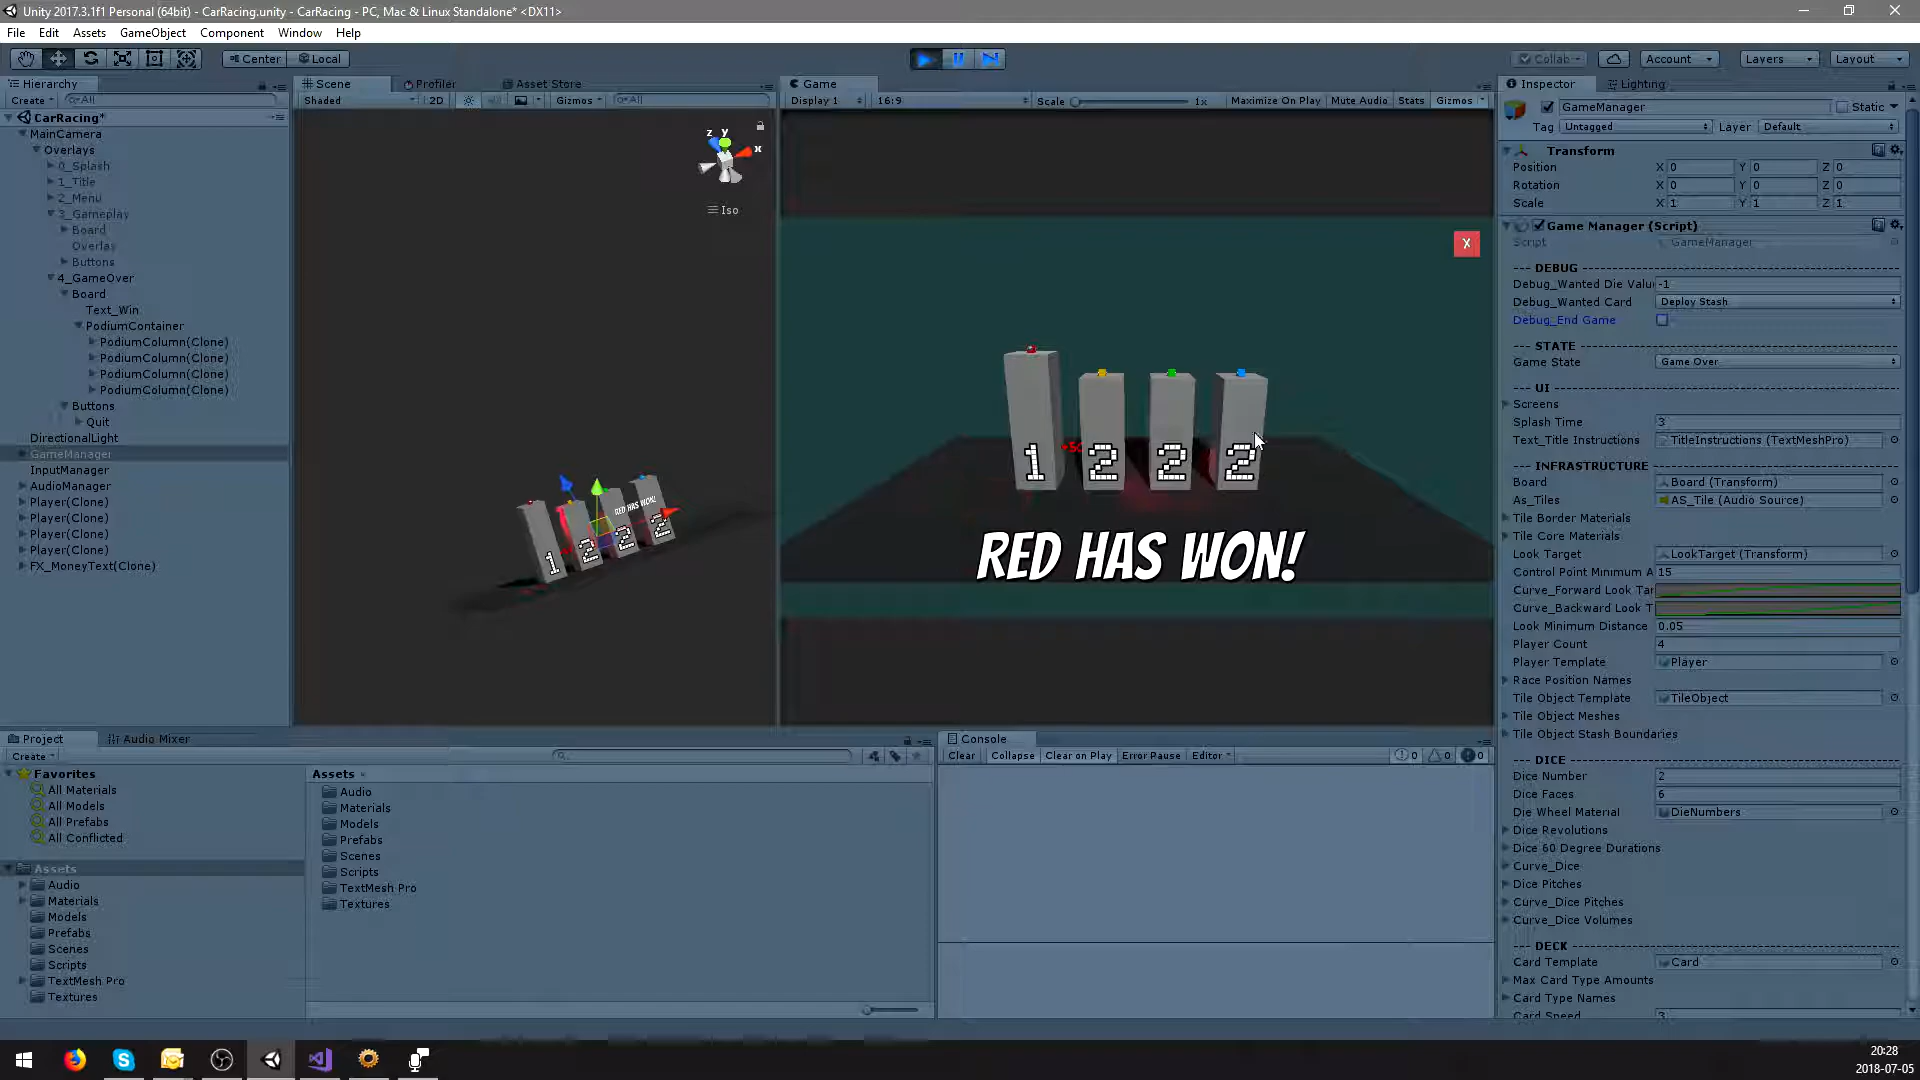 Unity 2017.3.1f1 Personal (64bit) - CarRacing.unity - CarRacing - PC, Mac & Linux Standalone* <DX11>
File Edit Assets GameObject Component Window Help
Center Local
Collab Account Layers Layout
Hierarchy
Create All
CarRacing*
MainCamera
Overlays
0_Splash
1_Title
2_Menu
3_Gameplay
Board
Overlay
Buttons
4_GameOver
Board
Text_Win
PodiumContainer
PodiumColumn(Clone)
PodiumColumn(Clone)
PodiumColumn(Clone)
PodiumColumn(Clone)
Buttons
Quit
DirectionalLight
GameManager
InputManager
AudioManager
Player(Clone)
Player(Clone)
Player(Clone)
Player(Clone)
FX_MoneyText(Clone)
Scene Profiler Asset Store
Shaded 2D Gizmos All
z y x
Iso
1 2 2 2
RED HAS WON!
Game
Display 1 16:9 Scale 1x Maximize On Play Mute Audio Stats Gizmos
X
1 2 2 2
RED HAS WON!
Inspector Lighting
GameManager Static
Tag Untagged Layer Default
Transform
Position X 0 Y 0 Z 0
Rotation X 0 Y 0 Z 0
Scale X 1 Y 1 Z 1
Game Manager (Script)
Script GameManager
--- DEBUG
Debug_Wanted Die Valu -1
Debug_Wanted Card Deploy Stash
Debug_End Game
--- STATE
Game State Game Over
--- UI
Screens
Splash Time 3
Text_Title Instructions TitleInstructions (TextMeshPro)
--- INFRASTRUCTURE
Board Board (Transform)
As_Tiles AS_Tile (Audio Source)
Tile Border Materials
Tile Core Materials
Look Target LookTarget (Transform)
Control Point Minimum A 15
Curve_Forward Look Tar
Curve_Backward Look T
Look Minimum Distance 0.05
Player Count 4
Player Template Player
Race Position Names
Tile Object Template TileObject
Tile Object Meshes
Tile Object Stash Boundaries
--- DICE
Dice Number 2
Dice Faces 6
Die Wheel Material DieNumbers
Dice Revolutions
Dice 60 Degree Durations
Curve_Dice
Dice Pitches
Curve_Dice Pitches
Curve_Dice Volumes
--- DECK
Card Template Card
Max Card Type Amounts
Card Type Names
Card Speed 3
Project Audio Mixer
Create
Favorites
All Materials
All Models
All Prefabs
All Conflicted
Assets
Audio
Materials
Models
Prefabs
Scenes
Scripts
TextMesh Pro
Textures
Assets
Audio
Materials
Models
Prefabs
Scenes
Scripts
TextMesh Pro
Textures
Console
Clear Collapse Clear on Play Error Pause Editor 0 0 0
20:28
2018-07-05